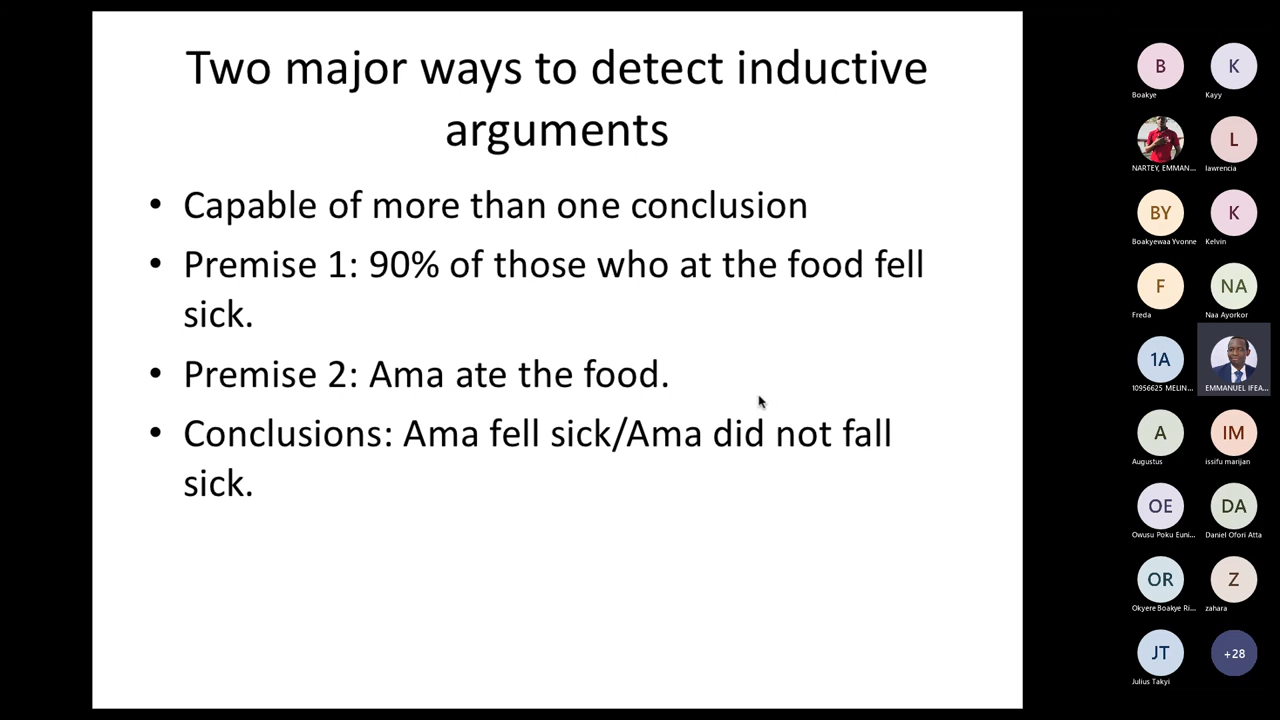 Two major ways to detect inductive
arguments
• Capable of more than one conclusion
• Premise 1: 90% of those who at the food fell
sick.
• Premise 2: Ama ate the food.
• Conclusions: Ama fell sick/Ama did not fall
sick.
B
K
Boakye
Kayy
L
NARTEY, EMMAN...
lawrencia
BY
K
Boakyewaa Yvonne
Kelvin
F
NA
Freda
Naa Ayorkor
1A
10956625 MELIN...
EMMANUEL IFEA...
A
IM
Augustus
issifu marijan
OE
DA
Owusu Poku Euni...
Daniel Ofori Atta
OR
Z
Okyere Boakye Ri...
zahara
JT
+28
Julius Takyi